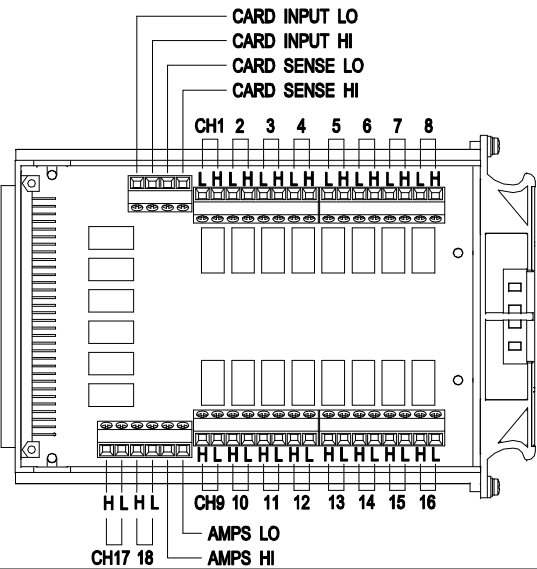 CARD INPUT LO
CARD INPUT HI
CARD SENSE LO
CARD SENSE HI
CH1 2 3 4 5 6 7 8
L H L H L H L H L H L H L H L H
H L H L H L H L H L H L H L H L
CH9 10 11 12 13 14 15 16
H L H L
CH17 18
AMPS LO
AMPS HI